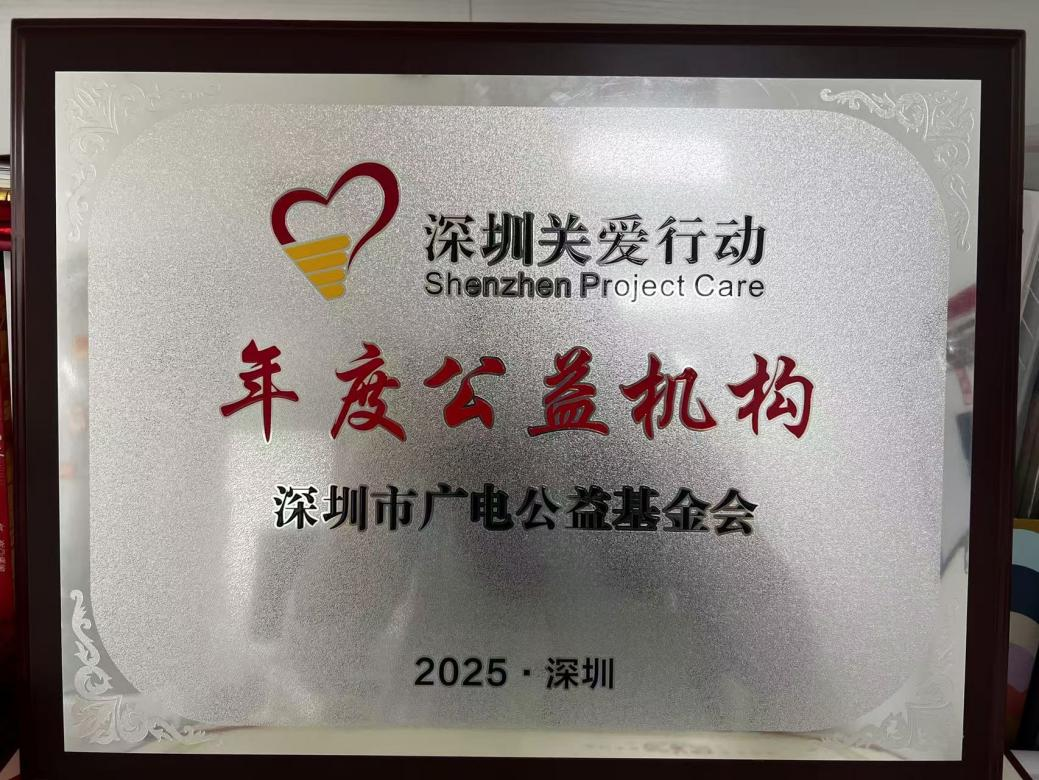 深圳关爱行动
Shenzhen Project Care
年度公益机构
深圳市广电公益基金会
2025·深圳